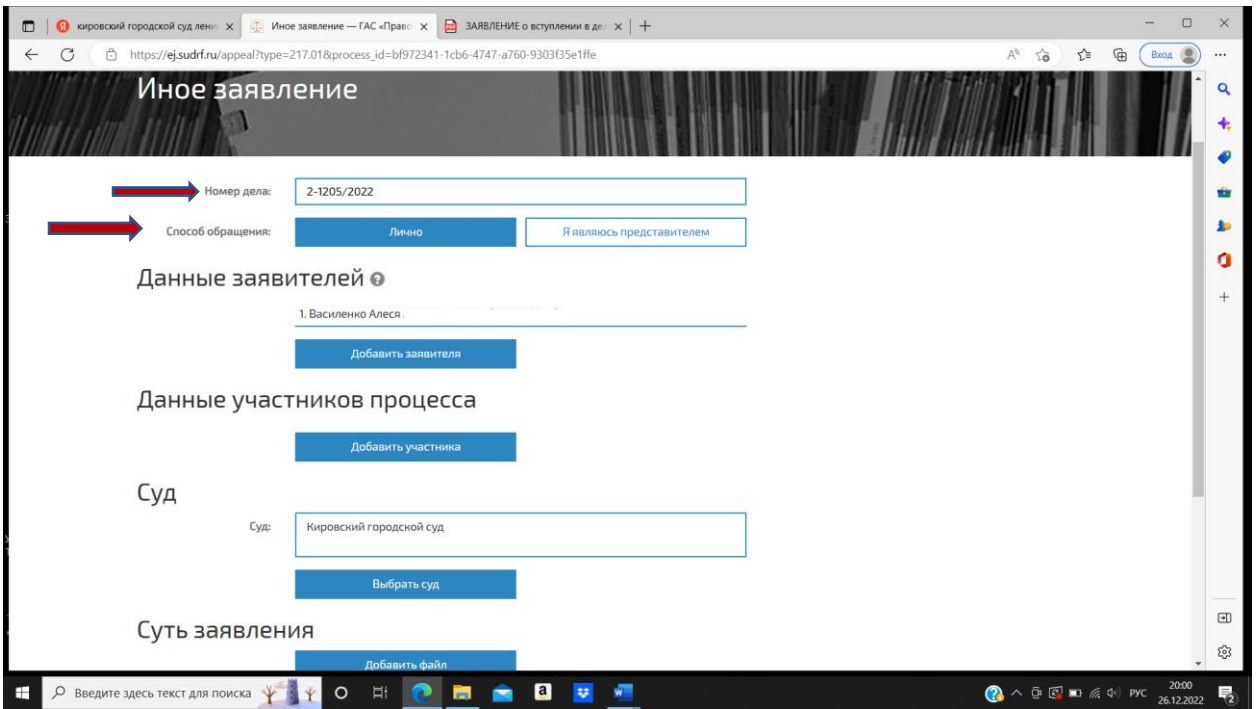 кировский городской суд лени
Иное заявление — ГАС «Право
ЗАЯВЛЕНИЕ о вступлении в дел
https://ej.sudrf.ru/appeal?type=217.01&process_id=bf972341-1cb6-4747-a760-9303f35e1ffe
Вход
Иное заявление
Номер дела: 2-1205/2022
Способ обращения: Лично Я являюсь представителем
Данные заявителей ?
1. Василенко Алеся
Добавить заявителя
Данные участников процесса
Добавить участника
Суд
Суд: Кировский городской суд
Выбрать суд
Суть заявления
Добавить файл
Введите здесь текст для поиска
РУС
20:00
26.12.2022